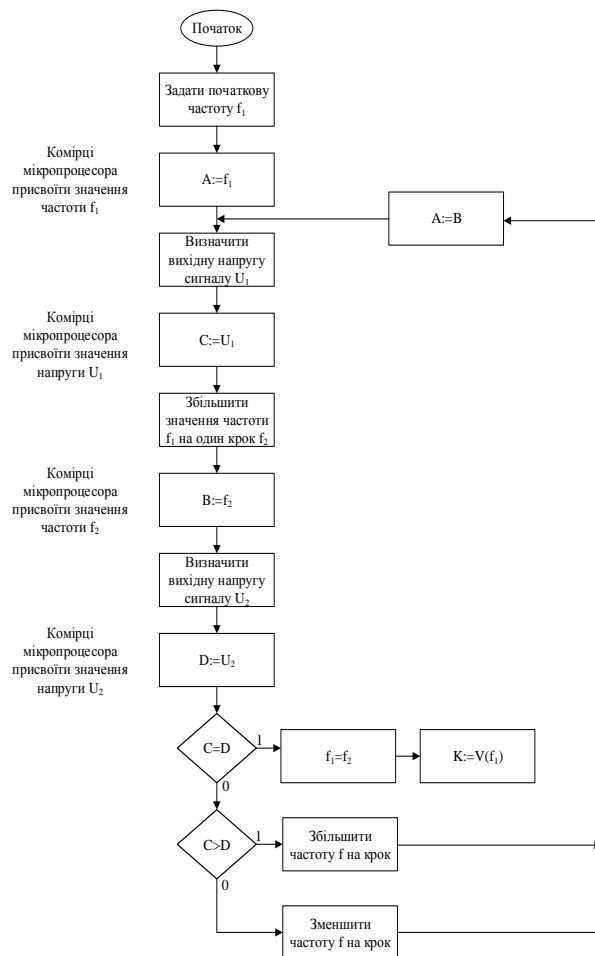 Початок
Задати початкову
частоту f₁
Комірці
мікропроцесора
присвоїти значення
частоти f₁
A:=f₁
A:=B
Визначити
вихідну напругу
сигналу U₁
Комірці
мікропроцесора
присвоїти значення
напруги U₁
C:=U₁
Збільшити
значення частоти
f₁ на один крок f₂
Комірці
мікропроцесора
присвоїти значення
частоти f₂
B:=f₂
Визначити
вихідну напругу
сигналу U₂
Комірці
мікропроцесора
присвоїти значення
напруги U₂
D:=U₂
C=D
1
f₁=f₂
K:=V(f₁)
0
C>D
1
Збільшити
частоту f на крок
0
Зменшити
частоту f на крок